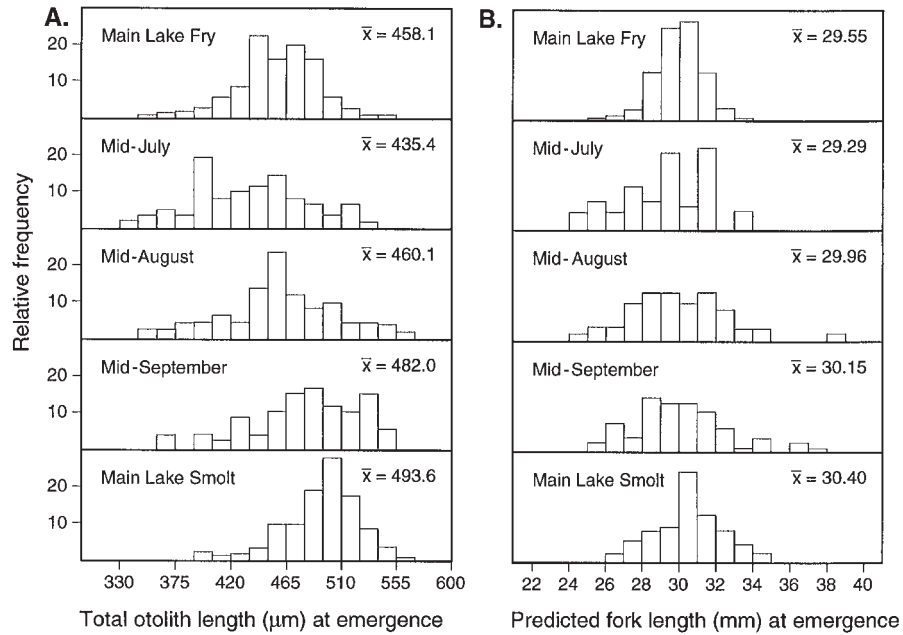 A.
Relative frequency
Main Lake Fry x̄ = 458.1
20
10
Mid-July x̄ = 435.4
20
10
Mid-August x̄ = 460.1
20
10
Mid-September x̄ = 482.0
20
10
Main Lake Smolt x̄ = 493.6
20
10
330 375 420 465 510 555 600
Total otolith length (μm) at emergence
B.
Main Lake Fry x̄ = 29.55
Mid-July x̄ = 29.29
Mid-August x̄ = 29.96
Mid-September x̄ = 30.15
Main Lake Smolt x̄ = 30.40
22 24 26 28 30 32 34 36 38 40
Predicted fork length (mm) at emergence